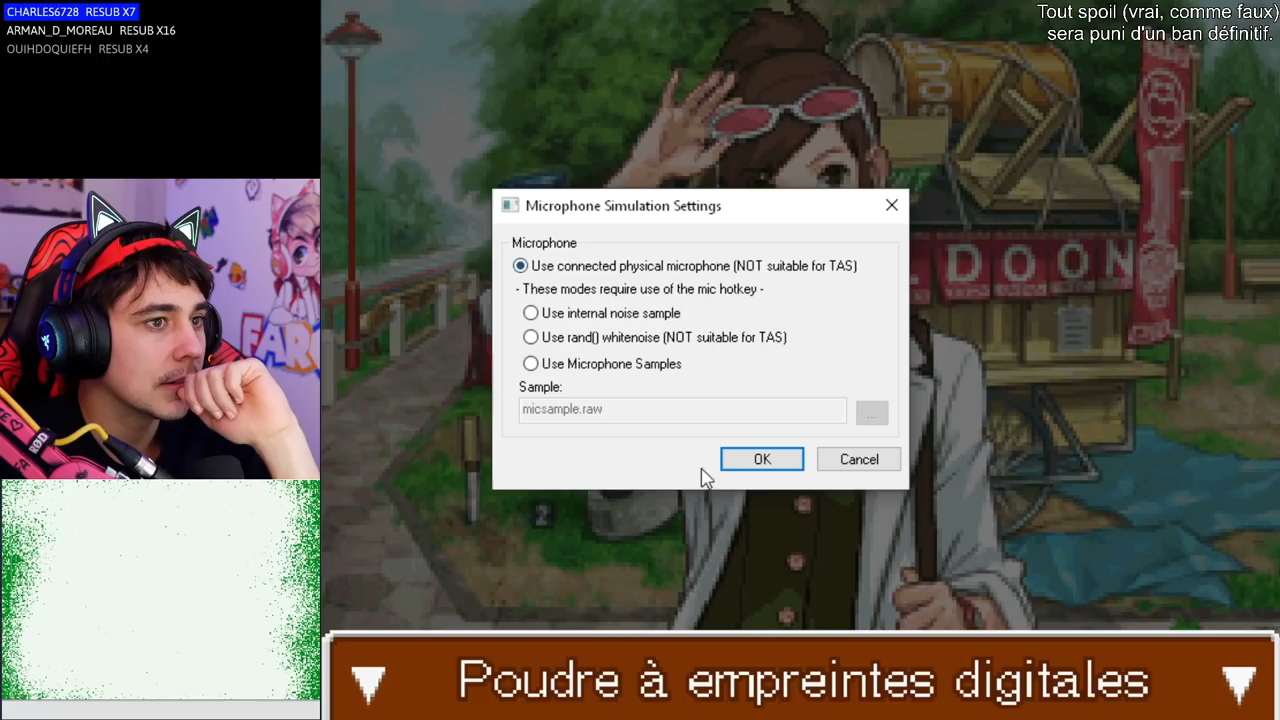 CHARLES6728 RESUB X7
ARMAN_D_MOREAU RESUB X16
OUIHDOQUIEFH RESUB X4
Tout spoil (vrai, comme faux)
sera puni d'un ban définitif.
SOUP
DOON
Microphone Simulation Settings
Microphone
Use connected physical microphone (NOT suitable for TAS)
- These modes require use of the mic hotkey -
Use internal noise sample
Use rand() whitenoise (NOT suitable for TAS)
Use Microphone Samples
Sample:
micsample.raw
...
OK
Cancel
RØD
2
Poudre à empreintes digitales